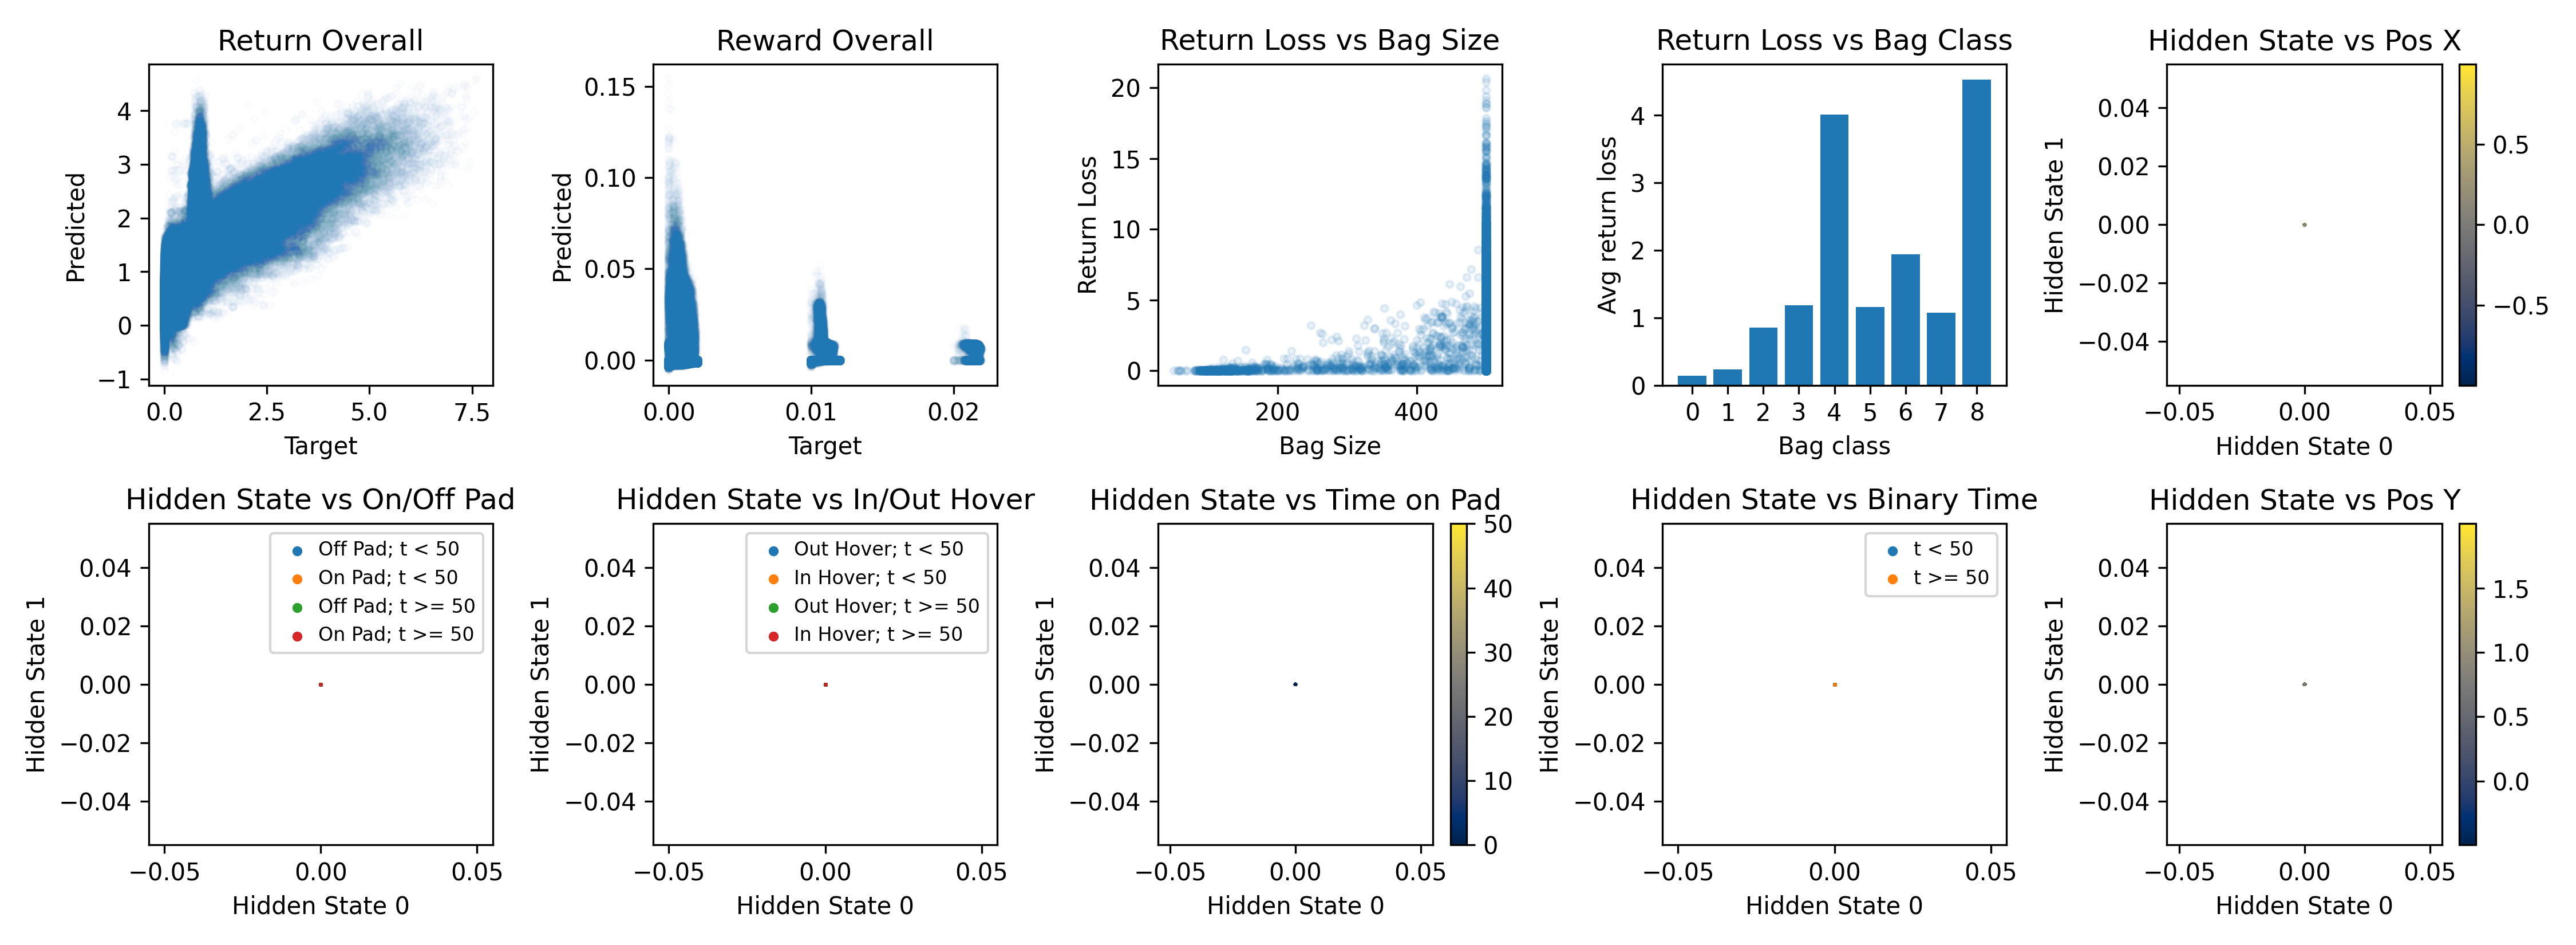 Return Overall
Predicted
4
3
2
1
0
−1
0.0 2.5 5.0 7.5
Target
Reward Overall
Predicted
0.15
0.10
0.05
0.00
0.00 0.01 0.02
Target
Return Loss vs Bag Size
Return Loss
20
15
10
5
0
200 400
Bag Size
Return Loss vs Bag Class
Avg return loss
4
3
2
1
0
0 1 2 3 4 5 6 7 8
Bag class
Hidden State vs Pos X
Hidden State 1
0.04
0.02
0.00
−0.02
−0.04
−0.05 0.00 0.05
Hidden State 0
0.5
0.0
−0.5
Hidden State vs On/Off Pad
Hidden State 1
0.04
0.02
0.00
−0.02
−0.04
Off Pad; t < 50
On Pad; t < 50
Off Pad; t >= 50
On Pad; t >= 50
−0.05 0.00 0.05
Hidden State 0
Hidden State vs In/Out Hover
Hidden State 1
0.04
0.02
0.00
−0.02
−0.04
Out Hover; t < 50
In Hover; t < 50
Out Hover; t >= 50
In Hover; t >= 50
−0.05 0.00 0.05
Hidden State 0
Hidden State vs Time on Pad
Hidden State 1
0.04
0.02
0.00
−0.02
−0.04
−0.05 0.00 0.05
Hidden State 0
50
40
30
20
10
0
Hidden State vs Binary Time
Hidden State 1
0.04
0.02
0.00
−0.02
−0.04
t < 50
t >= 50
−0.05 0.00 0.05
Hidden State 0
Hidden State vs Pos Y
Hidden State 1
0.04
0.02
0.00
−0.02
−0.04
−0.05 0.00 0.05
Hidden State 0
1.5
1.0
0.5
0.0